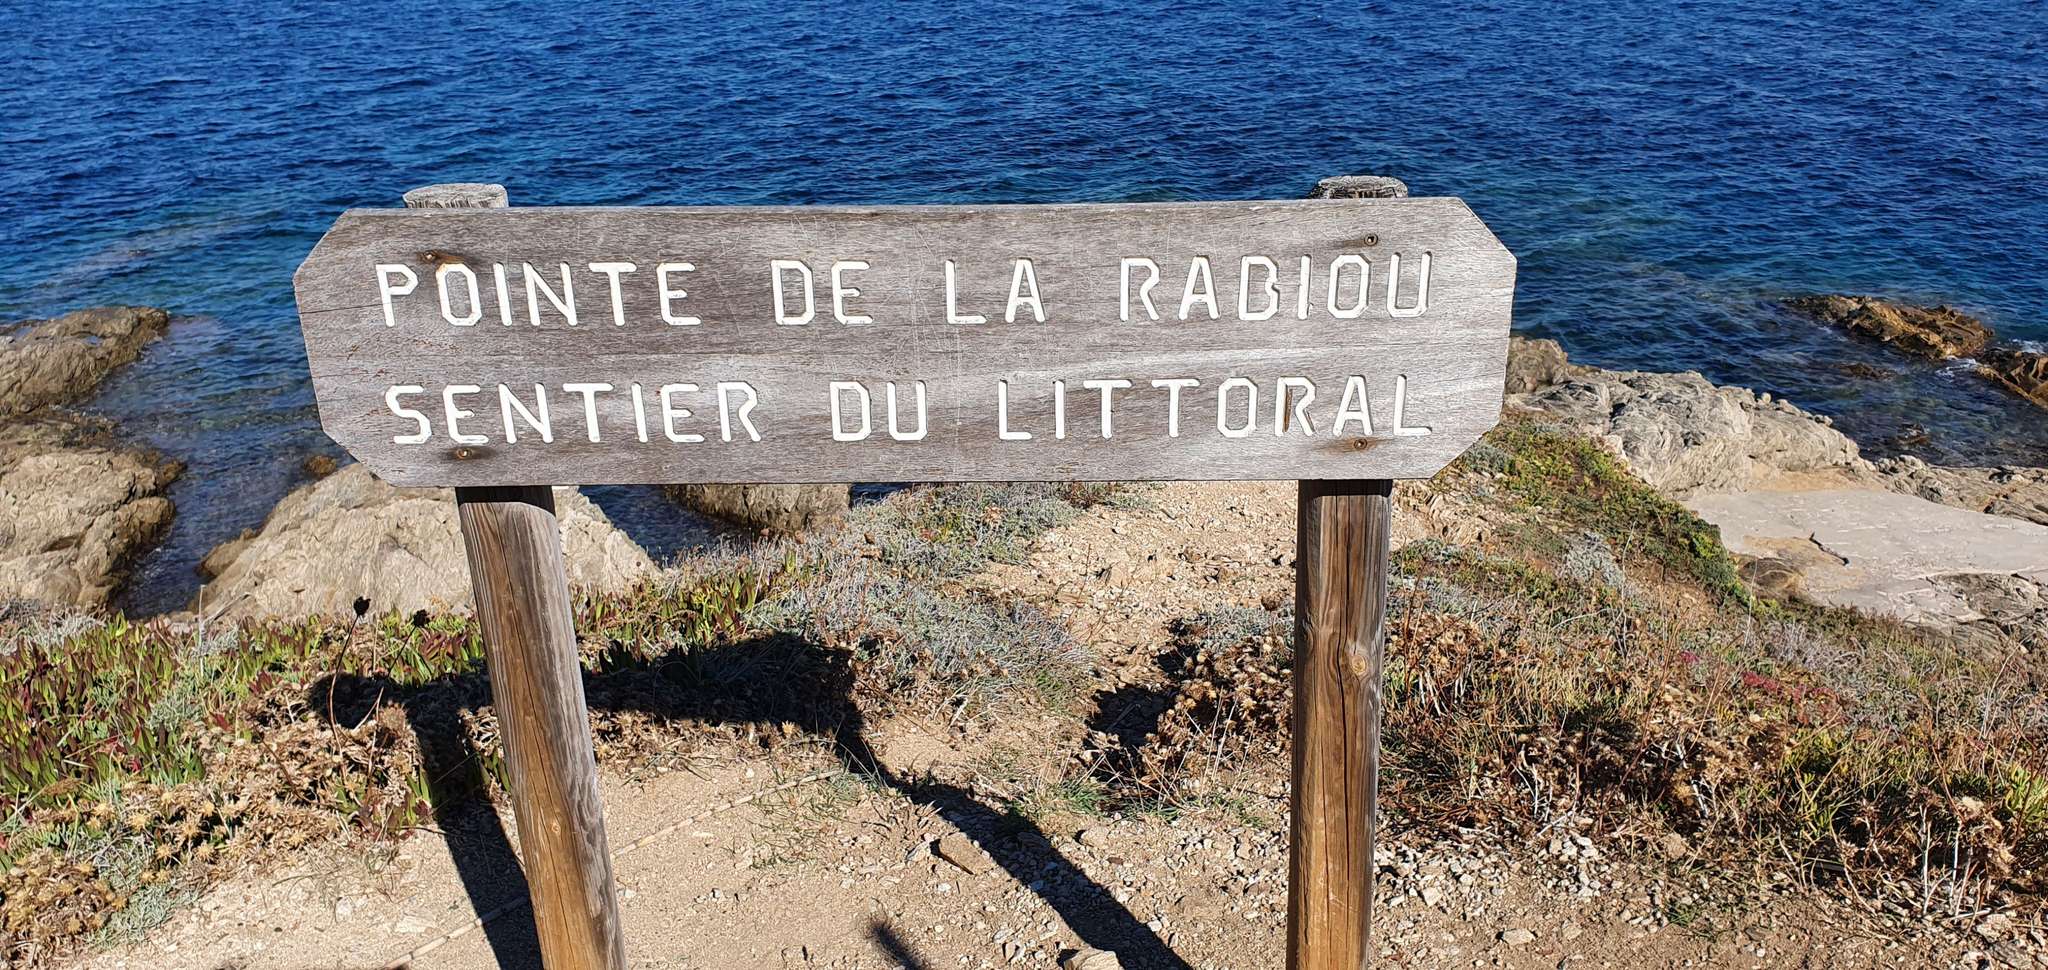 POINTE DE LA RABIOU
SENTIER DU LITTORAL